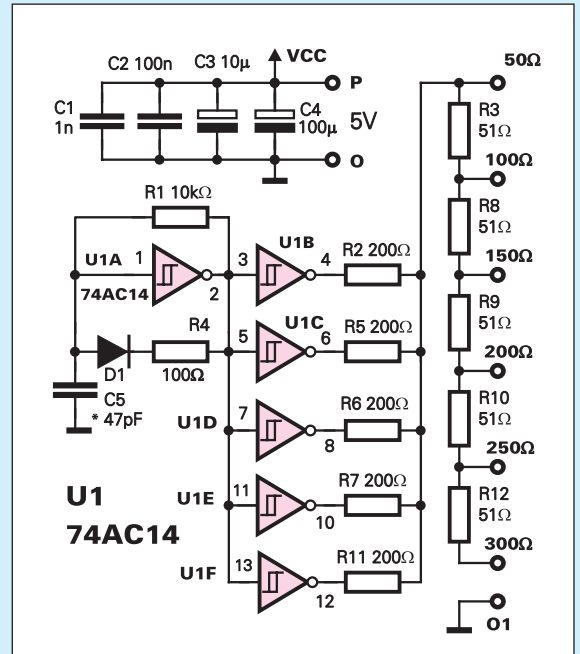 C2 100n C3 10µ VCC 50Ω
P
C1 1n
C4 100µ 5V
R3 51Ω
O
100Ω
R1 10kΩ
R8 51Ω
U1A 1 3 U1B 4 R2 200Ω
150Ω
74AC14 2
R9 51Ω
R4
5 U1C 6 R5 200Ω
200Ω
D1 100Ω
C5
* 47pF
R10 51Ω
U1D 7 8 R6 200Ω
250Ω
U1
74AC14
U1E 11 10 R7 200Ω
R12 51Ω
300Ω
U1F 13 12 R11 200Ω
O1